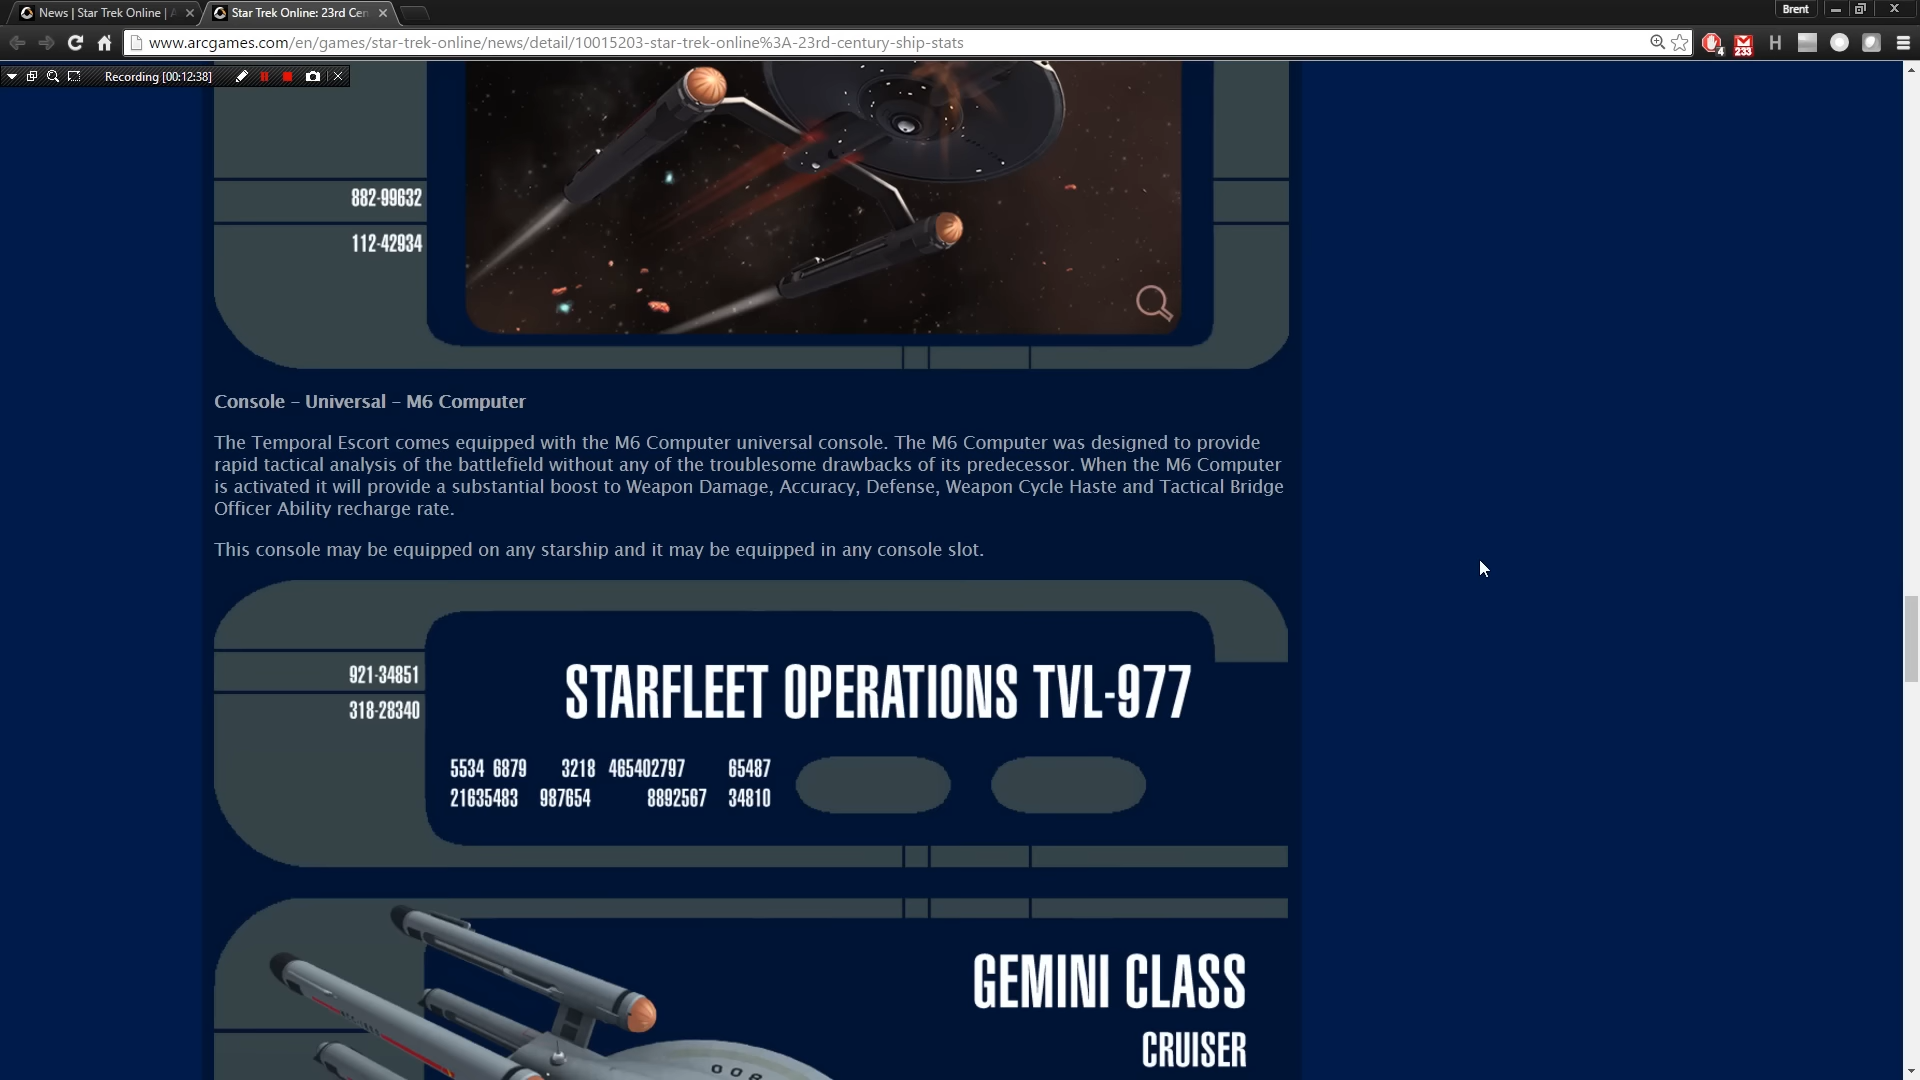 News | Star Trek Online |
Star Trek Online: 23rd Cen
Brent
www.arcgames.com/en/games/star-trek-online/news/detail/10015203-star-trek-online%3A-23rd-century-ship-stats
4
233
H
Recording [00:12:38]
882-99632
112-42934
Console – Universal – M6 Computer
The Temporal Escort comes equipped with the M6 Computer universal console. The M6 Computer was designed to provide
rapid tactical analysis of the battlefield without any of the troublesome drawbacks of its predecessor. When the M6 Computer
is activated it will provide a substantial boost to Weapon Damage, Accuracy, Defense, Weapon Cycle Haste and Tactical Bridge
Officer Ability recharge rate.
This console may be equipped on any starship and it may be equipped in any console slot.
921-34851
318-28340
STARFLEET OPERATIONS TVL-977
5534 6879 3218 465402797 65487
21635483 987654 8892567 34810
GEMINI CLASS
CRUISER